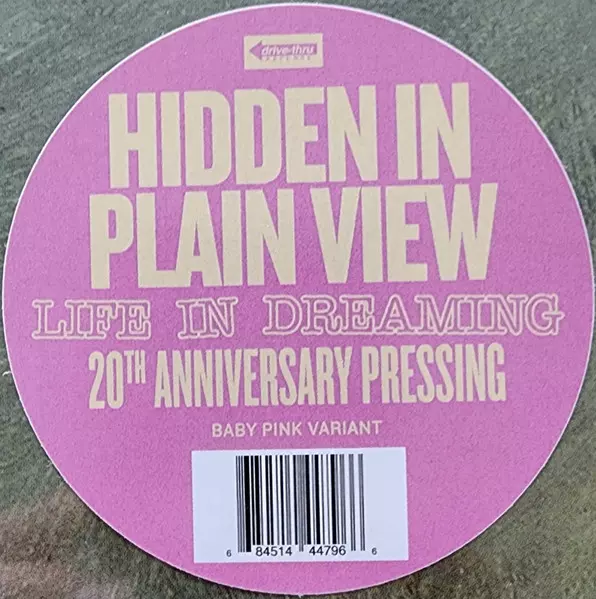 drive-thru
RECORDS
HIDDEN IN
PLAIN VIEW
LIFE IN DREAMING
20TH ANNIVERSARY PRESSING
BABY PINK VARIANT
6 84514 44796 6